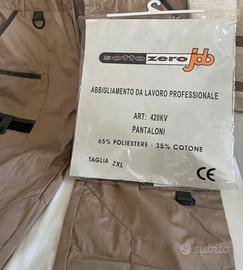 sottozero job
ABBIGLIAMENTO DA LAVORO PROFESSIONALE
ART: 420KV
PANTALONI
65% POLIESTERE - 35% COTONE
TAGLIA 3XL
CE
subito